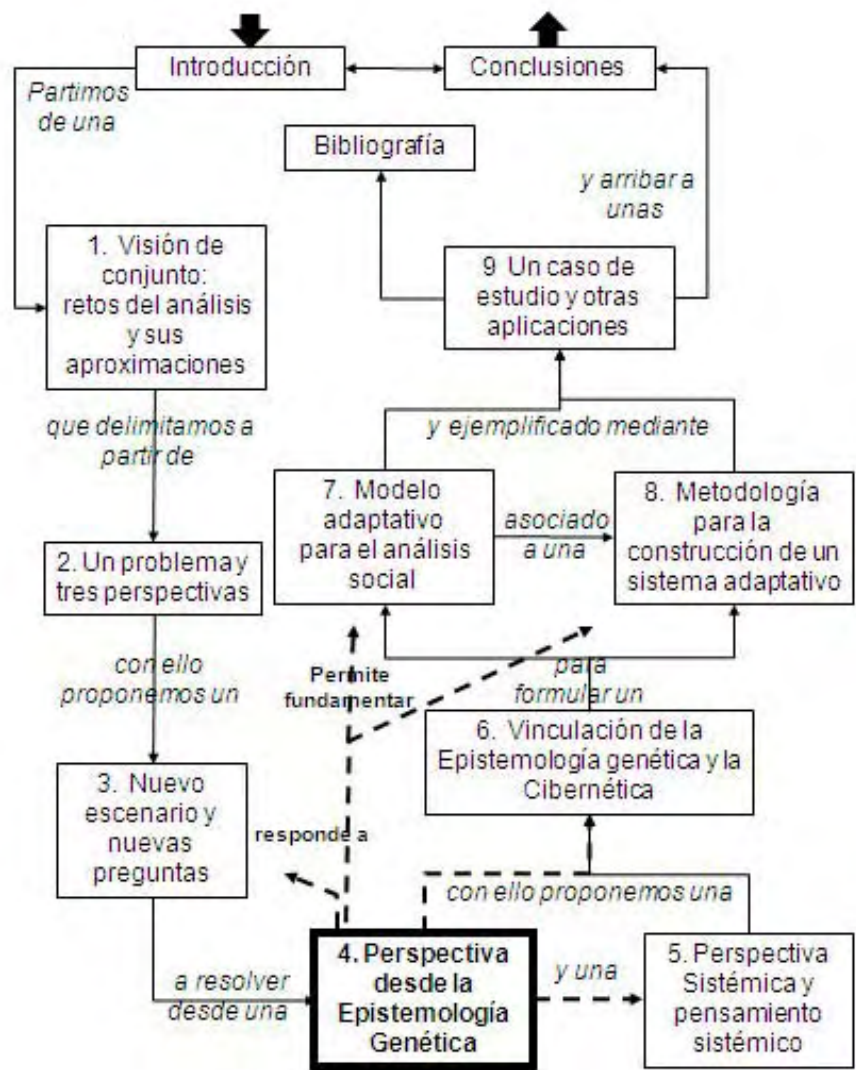 Introducción
Conclusiones
Partimos
de una
Bibliografía
y arribar a
unas
1. Visión de
conjunto:
retos del análisis
y sus
aproximaciones
9 Un caso de
estudio y otras
aplicaciones
que delimitamos a
partir de
y ejemplificado mediante
7. Modelo
adaptativo
para el análisis
social
asociado
a una
8. Metodología
para la
construcción de un
sistema adaptativo
2. Un problema y
tres perspectivas
con ello
proponemos un
Permite
fundamentar
para
formular un
6. Vinculación de la
Epistemología genética y la
Cibernética
3. Nuevo
escenario y
nuevas
preguntas
responde a
con ello proponemos una
a resolver
desde una
4. Perspectiva
desde la
Epistemología
Genética
y una
5. Perspectiva
Sistémica y
pensamiento
sistémico